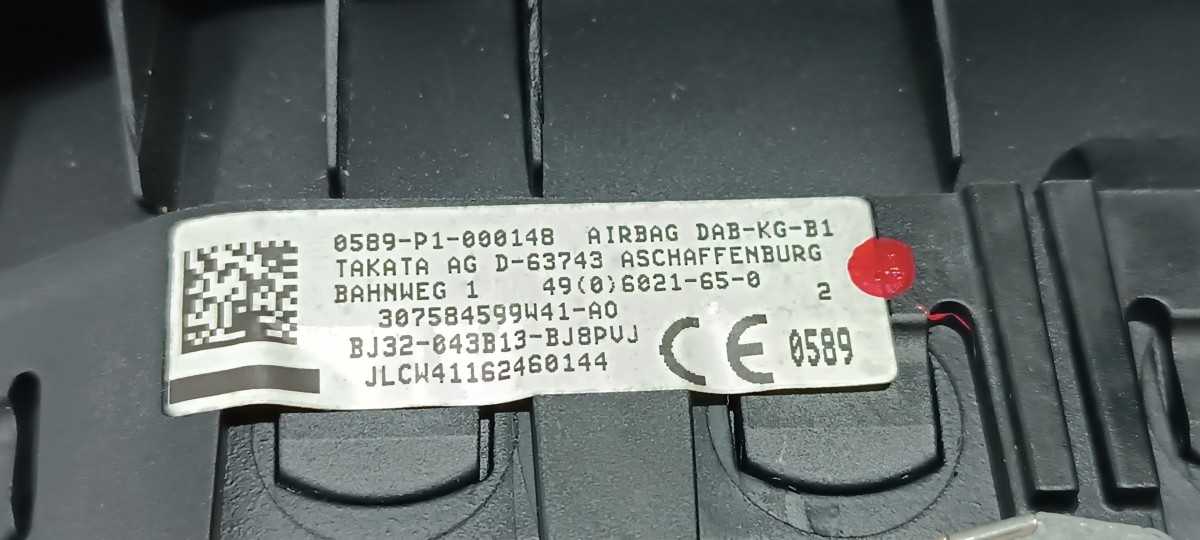 0589-P1-000148 AIRBAG DAB-KG-B1
TAKATA AG D-63743 ASCHAFFENBURG
BAHNWEG 1 49(0)6021-65-0 2
307584599W41-AO
BJ32-043B13-BJ8PVJ
JLCW41162460144
CE 0589